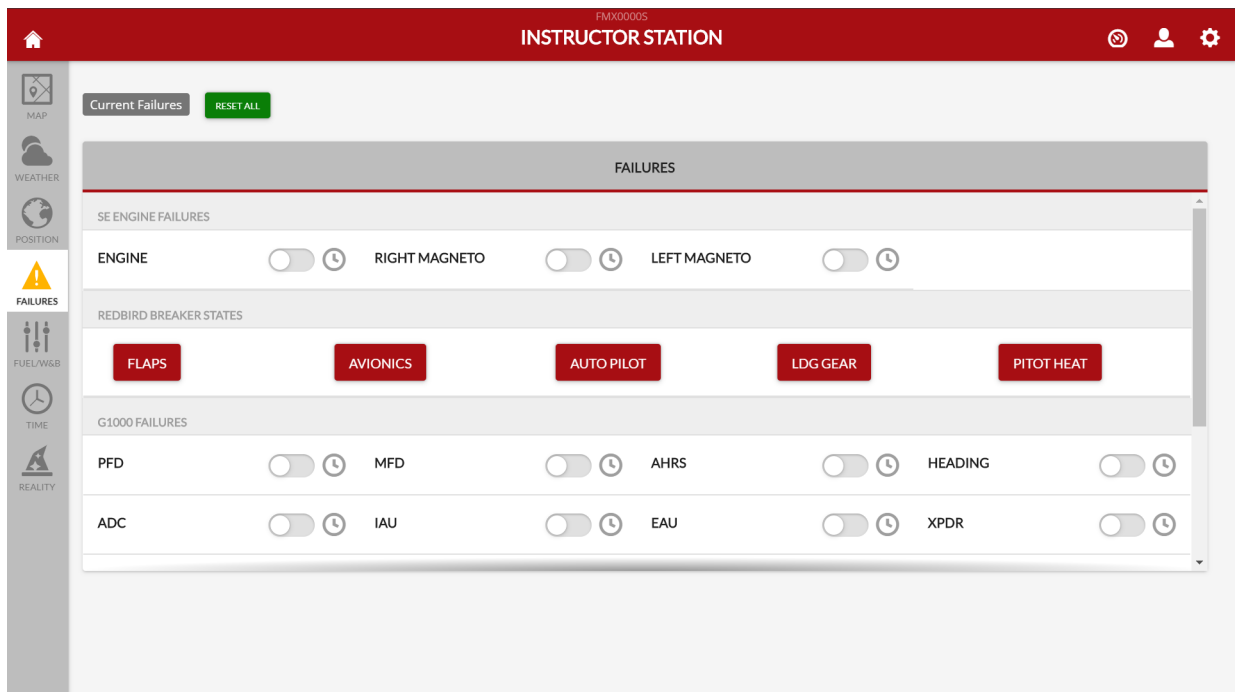 FMX0000S
INSTRUCTOR STATION
MAP
WEATHER
POSITION
FAILURES
FUEL/W&B
TIME
REALITY
Current Failures RESET ALL
FAILURES
SE ENGINE FAILURES
ENGINE RIGHT MAGNETO LEFT MAGNETO
REDBIRD BREAKER STATES
FLAPS AVIONICS AUTO PILOT LDG GEAR PITOT HEAT
G1000 FAILURES
PFD MFD AHRS HEADING
ADC IAU EAU XPDR